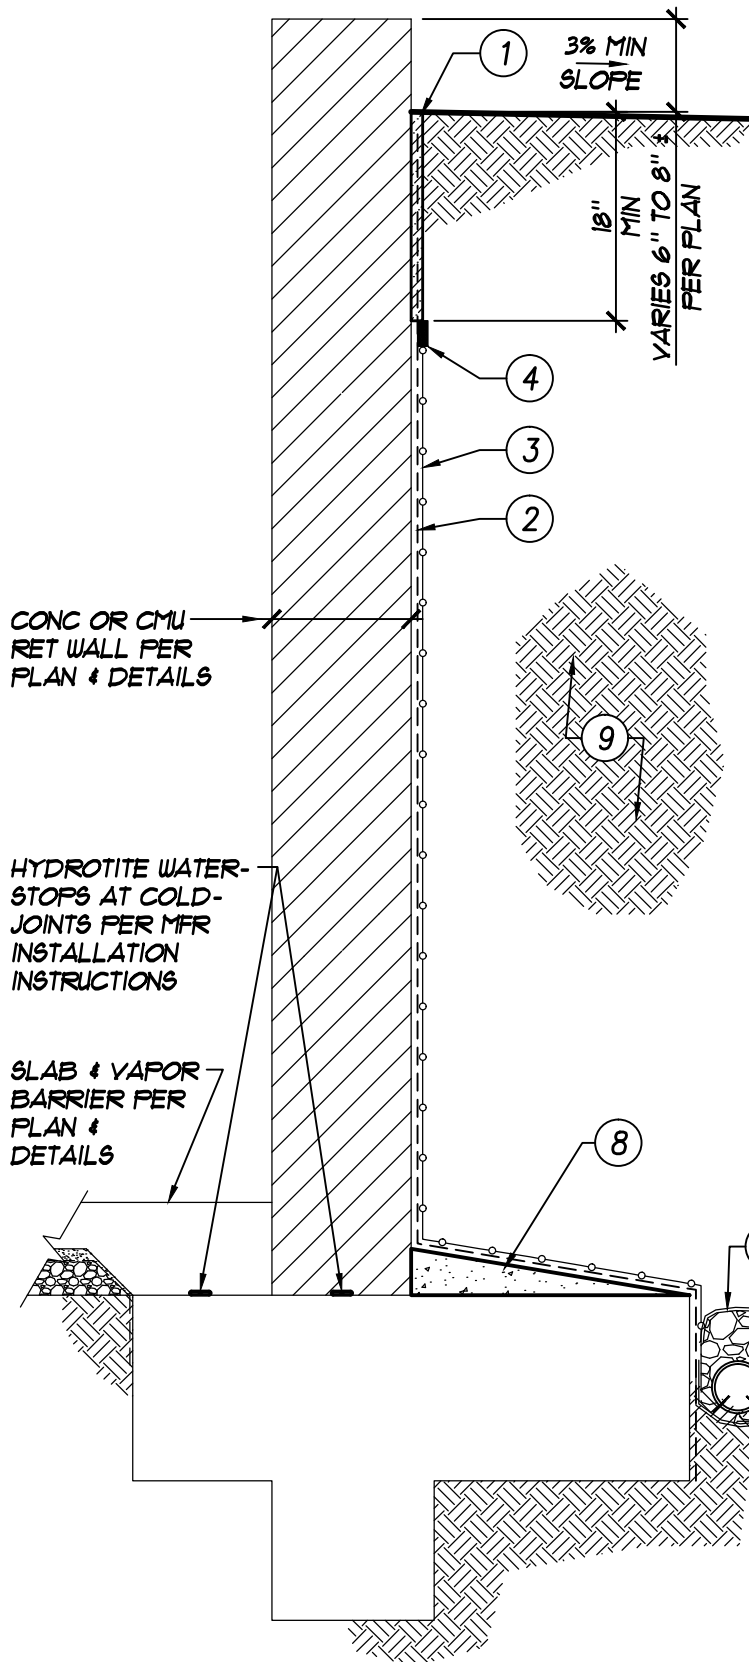 1
3% MIN
SLOPE
18"
MIN
VARIES 6" TO 8" ±
PER PLAN
4
3
2
CONC OR CMU
RET WALL PER
PLAN & DETAILS
9
HYDROTITE WATER-
STOPS AT COLD-
JOINTS PER MFR
INSTALLATION
INSTRUCTIONS
SLAB & VAPOR
BARRIER PER
PLAN &
DETAILS
8